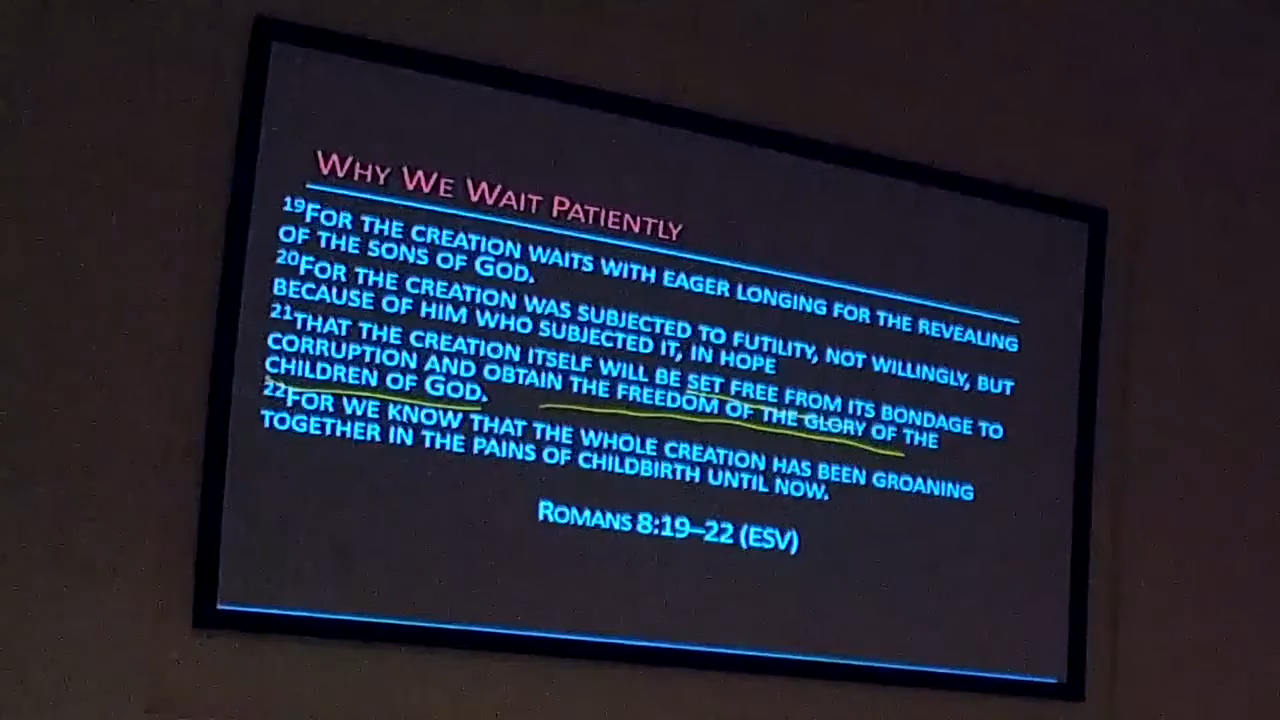 WHY WE WAIT PATIENTLY
19FOR THE CREATION WAITS WITH EAGER LONGING FOR THE REVEALING
OF THE SONS OF GOD.
20FOR THE CREATION WAS SUBJECTED TO FUTILITY, NOT WILLINGLY, BUT
BECAUSE OF HIM WHO SUBJECTED IT, IN HOPE
21THAT THE CREATION ITSELF WILL BE SET FREE FROM ITS BONDAGE TO
CORRUPTION AND OBTAIN THE FREEDOM OF THE GLORY OF THE
CHILDREN OF GOD.
22FOR WE KNOW THAT THE WHOLE CREATION HAS BEEN GROANING
TOGETHER IN THE PAINS OF CHILDBIRTH UNTIL NOW.
ROMANS 8:19–22 (ESV)